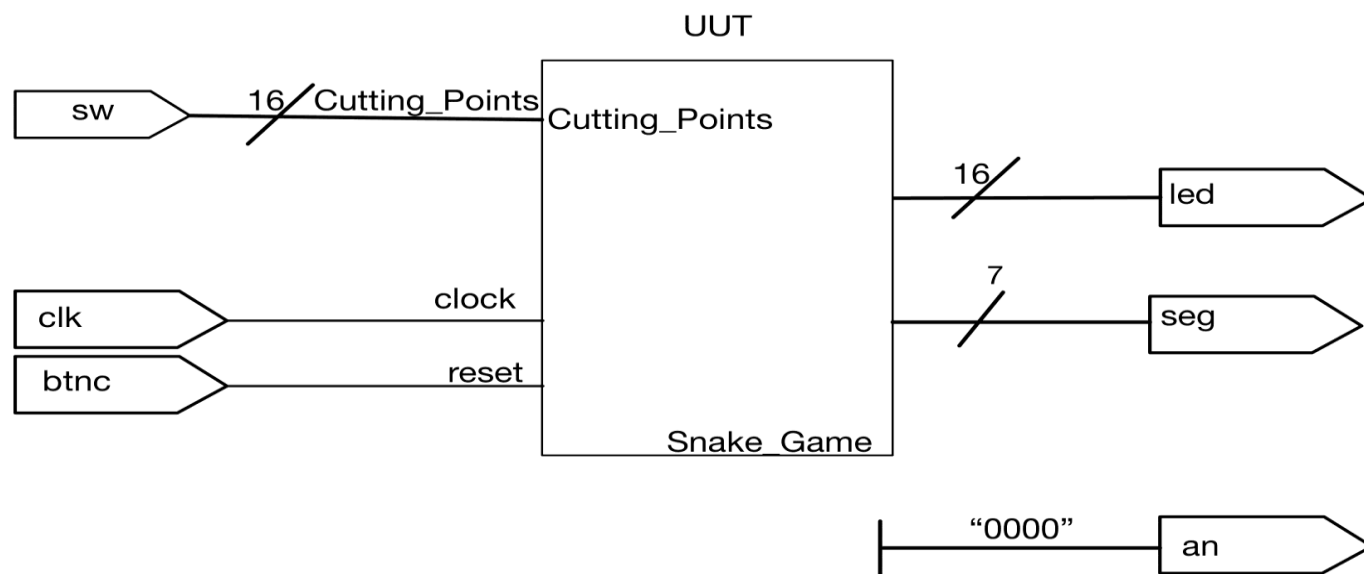 UUT
sw
16
Cutting_Points
Cutting_Points
16
led
7
seg
clk
clock
btnc
reset
Snake_Game
“0000”
an